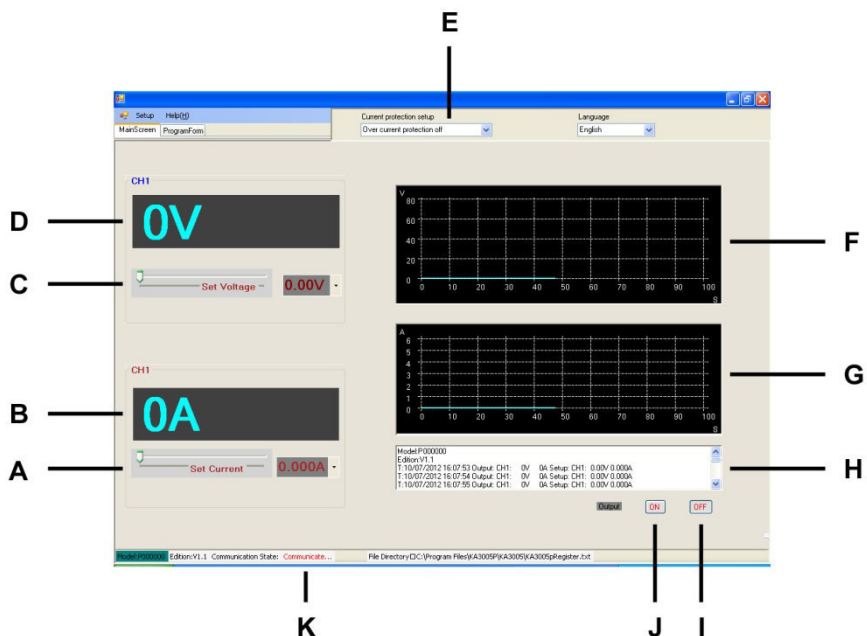 E
Setup Help(H) Current protection setup Language
MainScreen ProgramForm Over current protection off English
CH1
0V
D
Set Voltage 0.00V
C
V
80
60
40
20
0
0 10 20 30 40 50 60 70 80 90 100
S
F
CH1
0A
B
Set Current 0.000A
A
A
6
5
4
3
2
1
0
0 10 20 30 40 50 60 70 80 90 100
S
G
Model:P000000
Edition:V1.1
T:10/07/2012 16:07:53 Output: CH1: 0V 0A Setup: CH1: 0.00V 0.000A
T:10/07/2012 16:07:54 Output: CH1: 0V 0A Setup: CH1: 0.00V 0.000A
T:10/07/2012 16:07:55 Output: CH1: 0V 0A Setup: CH1: 0.00V 0.000A
H
Output ON OFF
Model:P000000 Edition:V1.1 Communication State: Communicate... File Directory□C:\Program Files\KA3005P\KA3005\KA3005pRegister.txt
K J I